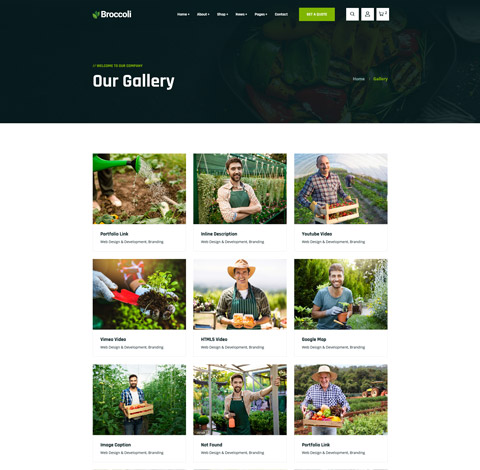 Broccoli
Home + About + Shop + News + Pages + Contact GET A QUOTE 0
// WELCOME TO OUR COMPANY
Our Gallery
Home Gallery
Portfolio Link Inline Description Youtube Video
Web Design & Development, Branding Web Design & Development, Branding Web Design & Development, Branding
Vimeo Video HTML5 Video Google Map
Web Design & Development, Branding Web Design & Development, Branding Web Design & Development, Branding
Image Caption Not Found Portfolio Link
Web Design & Development, Branding Web Design & Development, Branding Web Design & Development, Branding